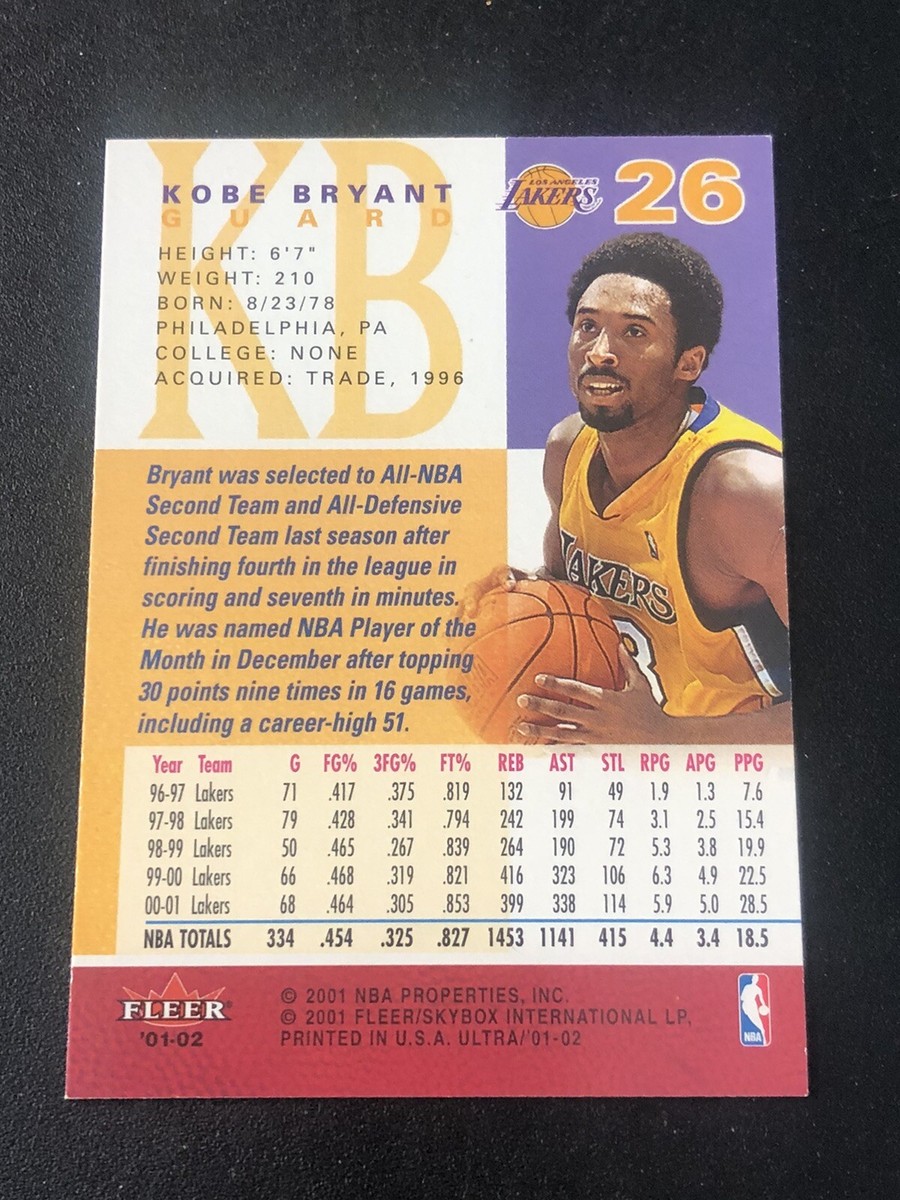 KB
KOBE BRYANT
GUARD
HEIGHT: 6'7"
WEIGHT: 210
BORN: 8/23/78
PHILADELPHIA, PA
COLLEGE: NONE
ACQUIRED: TRADE, 1996
LOS ANGELES
LAKERS
26
Bryant was selected to All-NBA
Second Team and All-Defensive
Second Team last season after
finishing fourth in the league in
scoring and seventh in minutes.
He was named NBA Player of the
Month in December after topping
30 points nine times in 16 games,
including a career-high 51.
LAKERS
8
Year Team G FG% 3FG% FT% REB AST STL RPG APG PPG
96-97 Lakers 71 .417 .375 .819 132 91 49 1.9 1.3 7.6
97-98 Lakers 79 .428 .341 .794 242 199 74 3.1 2.5 15.4
98-99 Lakers 50 .465 .267 .839 264 190 72 5.3 3.8 19.9
99-00 Lakers 66 .468 .319 .821 416 323 106 6.3 4.9 22.5
00-01 Lakers 68 .464 .305 .853 399 338 114 5.9 5.0 28.5
NBA TOTALS 334 .454 .325 .827 1453 1141 415 4.4 3.4 18.5
FLEER®
'01-02
© 2001 NBA PROPERTIES, INC.
© 2001 FLEER/SKYBOX INTERNATIONAL LP,
PRINTED IN U.S.A. ULTRA/'01-02
NBA